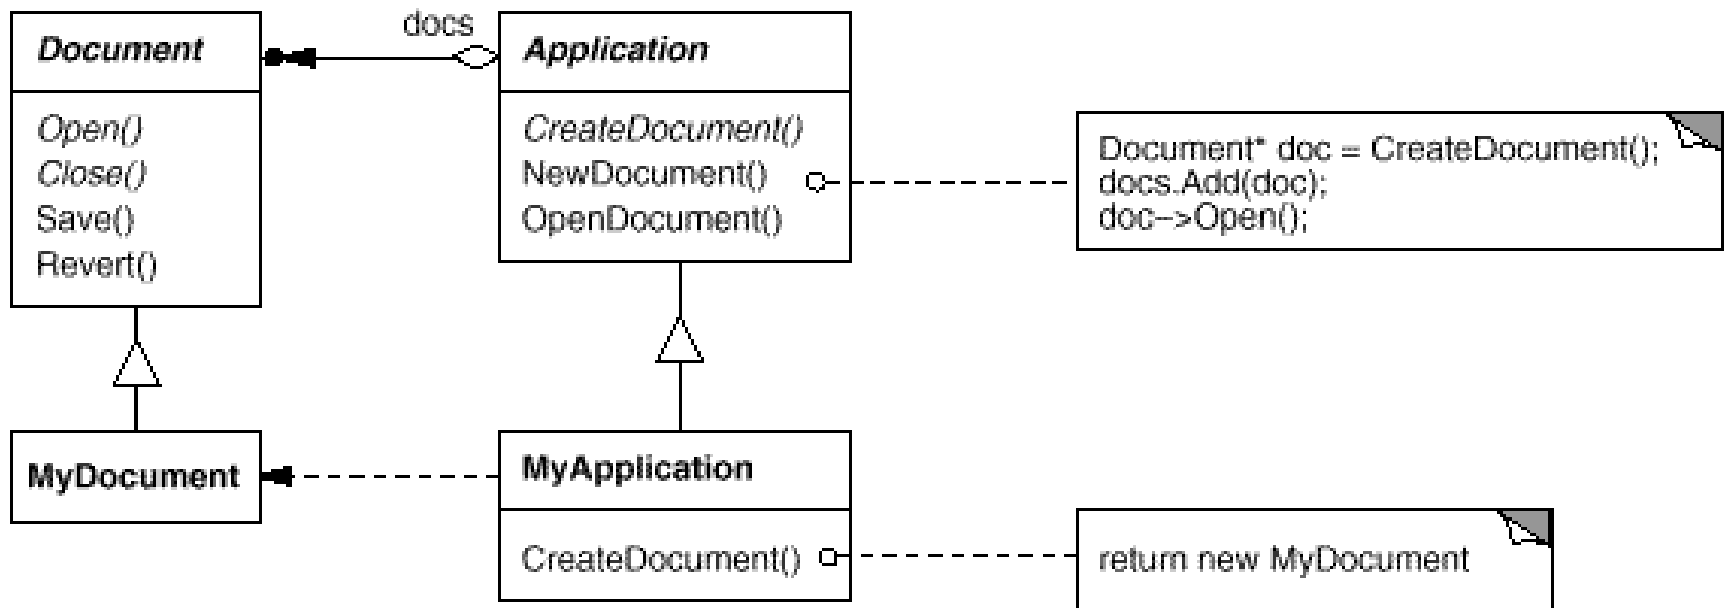 Document
Open()
Close()
Save()
Revert()
docs
Application
CreateDocument()
NewDocument()
OpenDocument()
Document* doc = CreateDocument();
docs.Add(doc);
doc->Open();
MyDocument
MyApplication
CreateDocument()
return new MyDocument